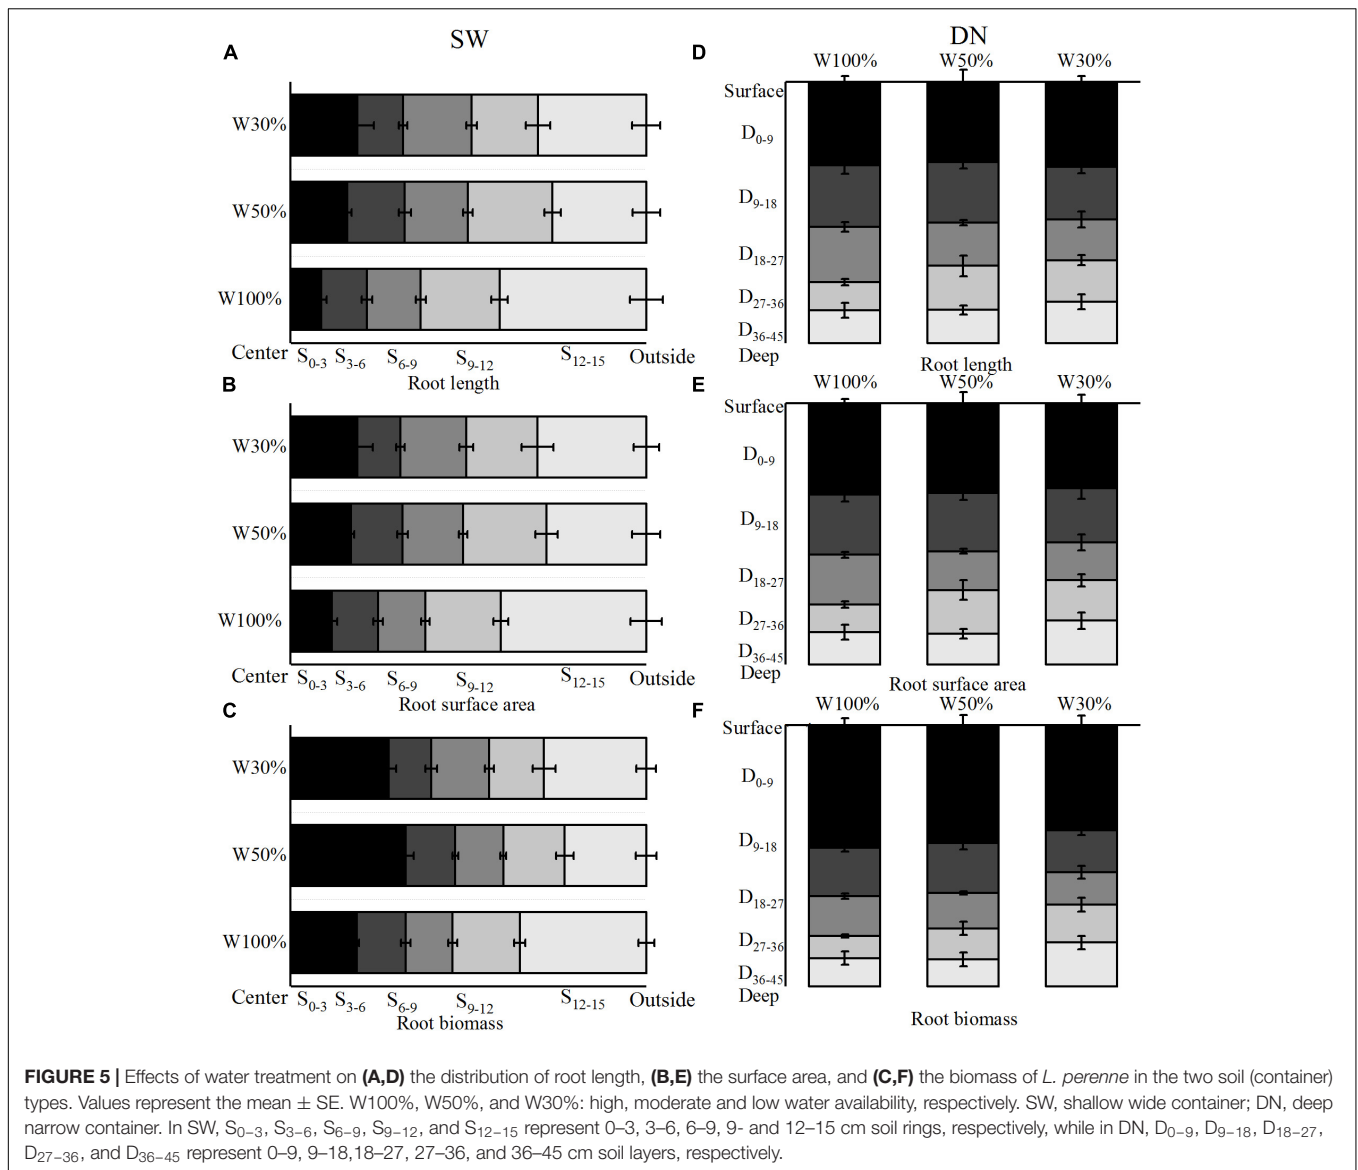 SW
DN
A
W30%
W50%
W100%
Center S0-3 S3-6 S6-9 S9-12 S12-15 Outside
Root length
D
W100% W50% W30%
Surface
D0-9
D9-18
D18-27
D27-36
D36-45
Deep
Root length
B
W30%
W50%
W100%
Center S0-3 S3-6 S6-9 S9-12 S12-15 Outside
Root surface area
E
W100% W50% W30%
Surface
D0-9
D9-18
D18-27
D27-36
D36-45
Deep
Root surface area
C
W30%
W50%
W100%
Center S0-3 S3-6 S6-9 S9-12 S12-15 Outside
Root biomass
F
W100% W50% W30%
Surface
D0-9
D9-18
D18-27
D27-36
D36-45
Deep
Root biomass
FIGURE 5 | Effects of water treatment on (A,D) the distribution of root length, (B,E) the surface area, and (C,F) the biomass of L. perenne in the two soil (container)
types. Values represent the mean ± SE. W100%, W50%, and W30%: high, moderate and low water availability, respectively. SW, shallow wide container; DN, deep
narrow container. In SW, S0–3, S3–6, S6–9, S9–12, and S12–15 represent 0–3, 3–6, 6–9, 9- and 12–15 cm soil rings, respectively, while in DN, D0–9, D9–18, D18–27,
D27–36, and D36–45 represent 0–9, 9–18,18–27, 27–36, and 36–45 cm soil layers, respectively.